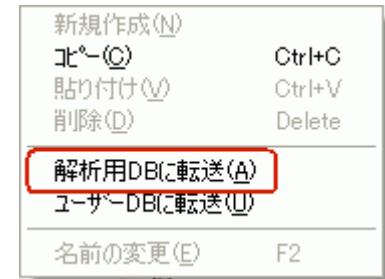 新規作成(N)
ｺﾋﾟｰ(C) Ctrl+C
貼り付け(V) Ctrl+V
削除(D) Delete
解析用DBに転送(A)
ﾕｰｻﾞｰDBに転送(U)
名前の変更(E) F2